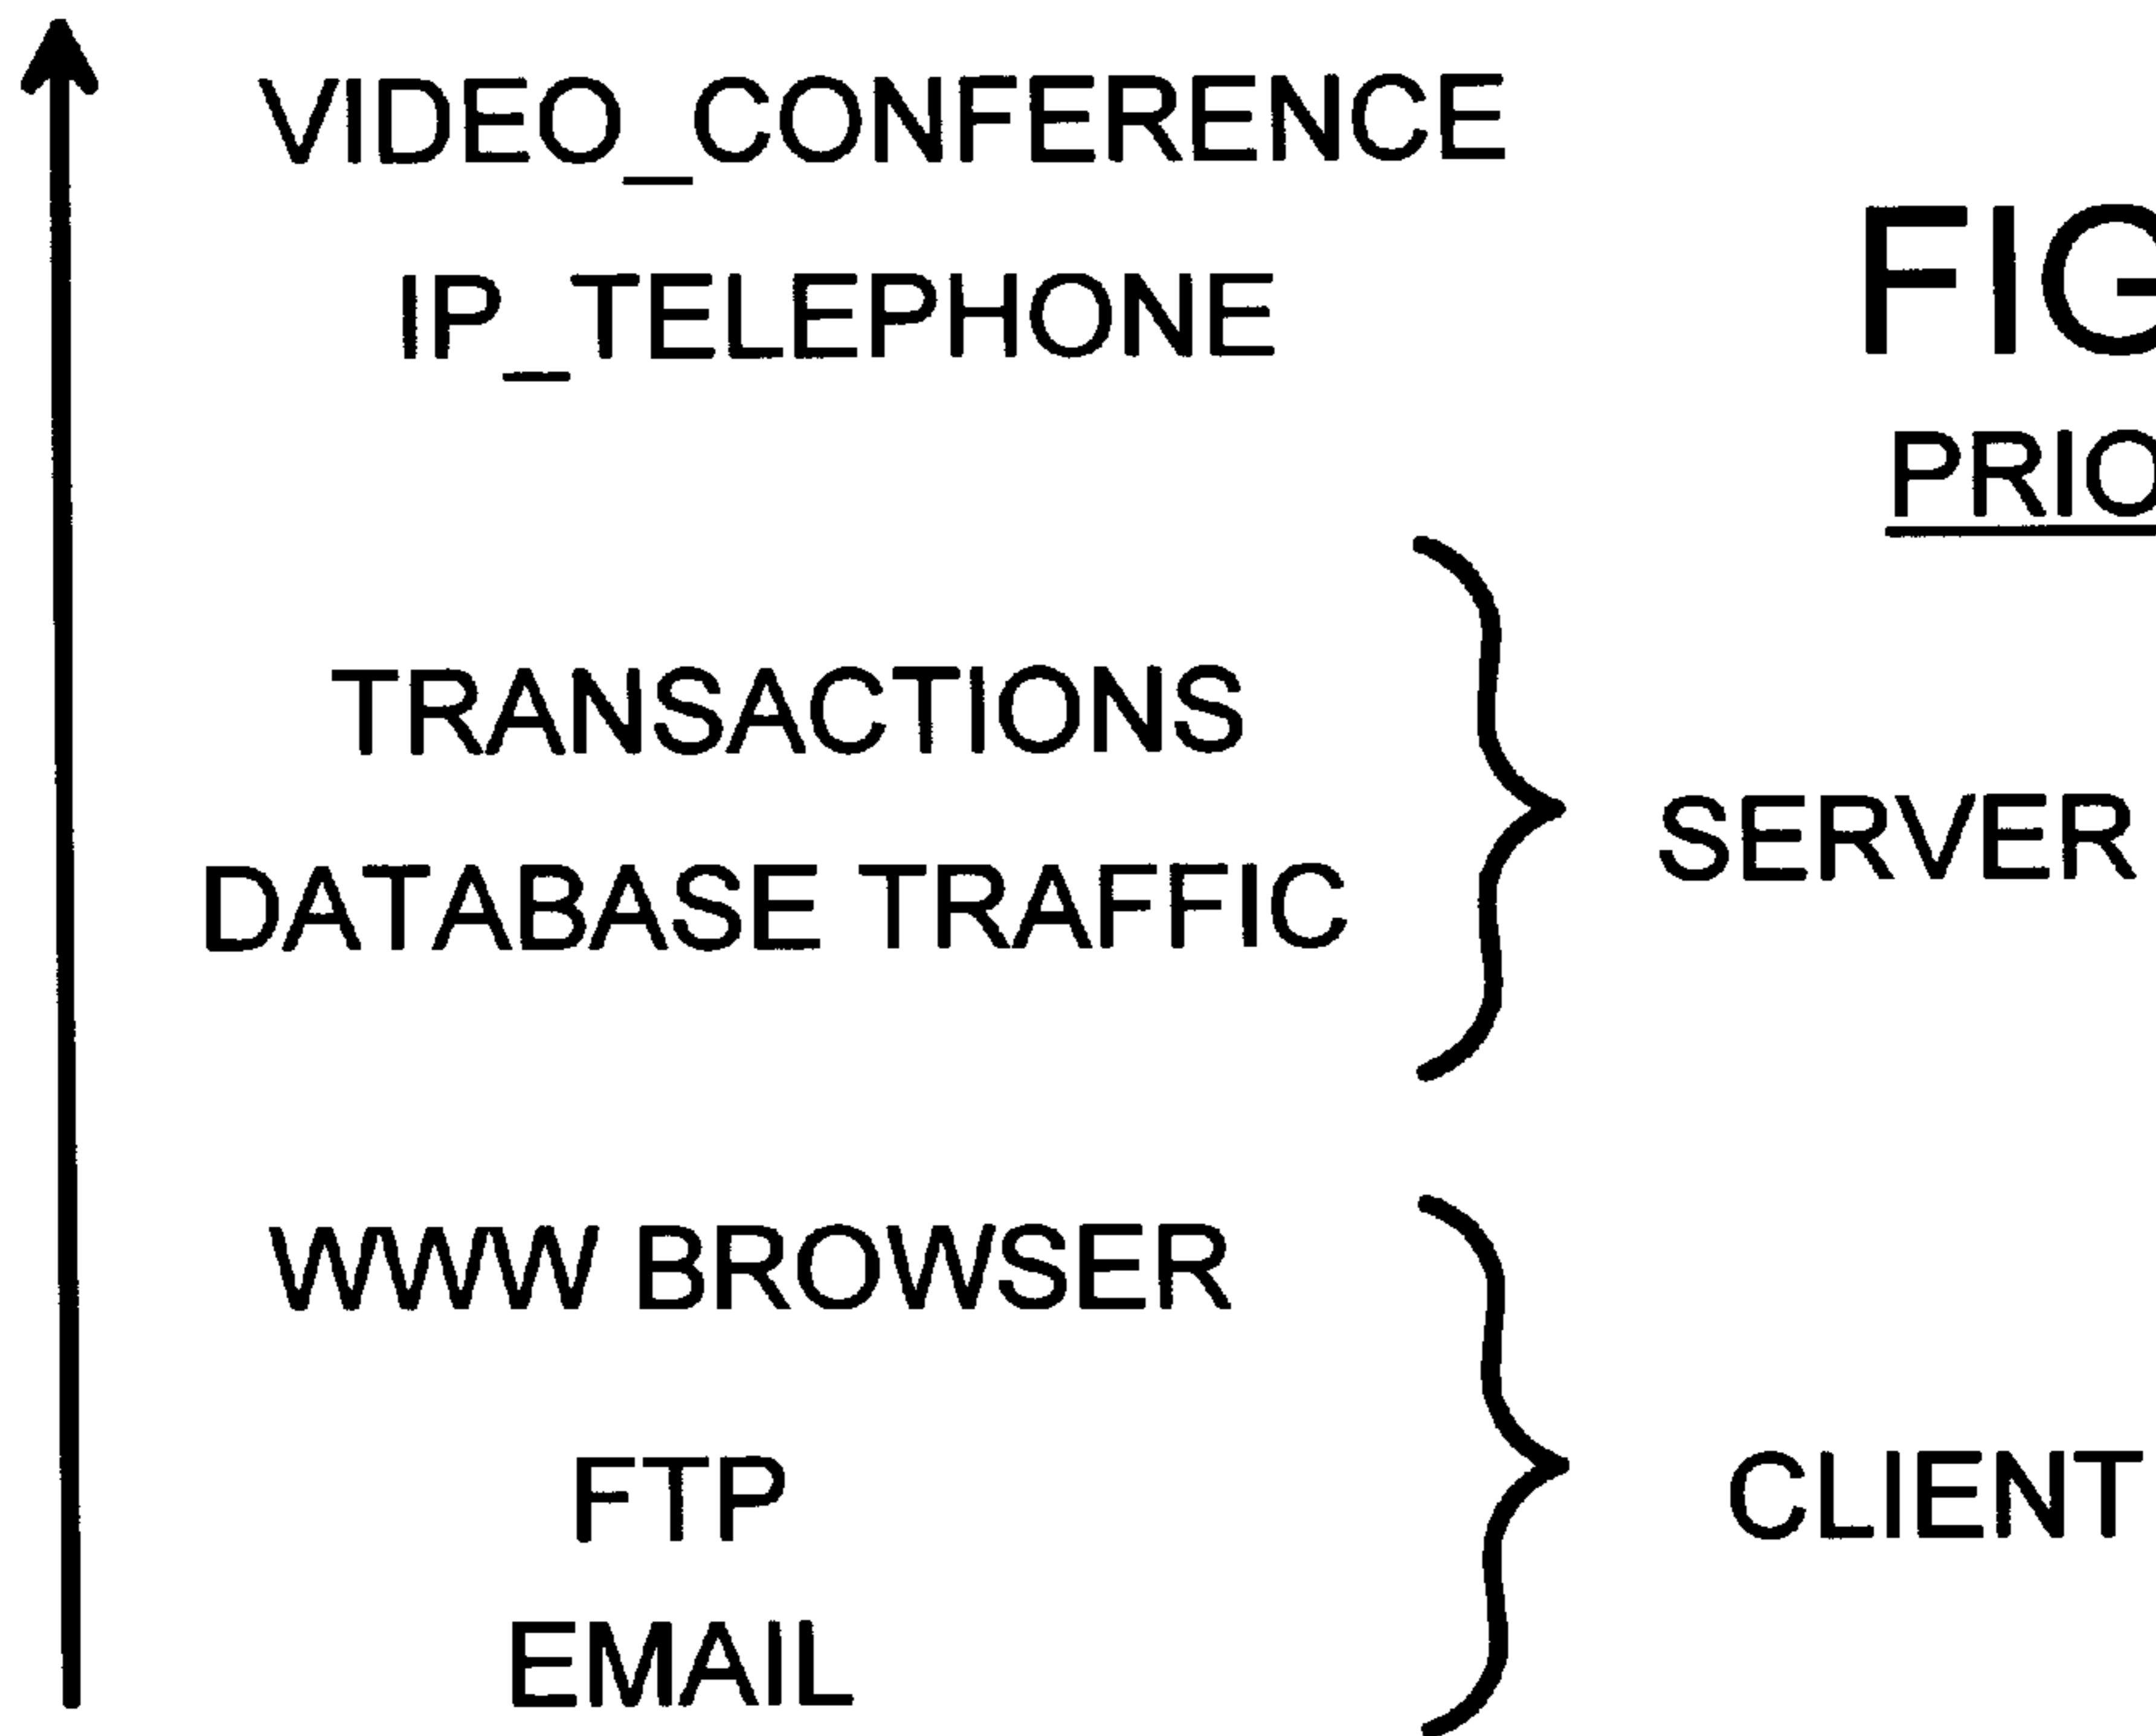 VIDEO_CONFERENCE
IP_TELEPHONE
FIG
PRIO
TRANSACTIONS
DATABASE TRAFFIC
SERVER
WWW BROWSER
FTP
EMAIL
CLIENT